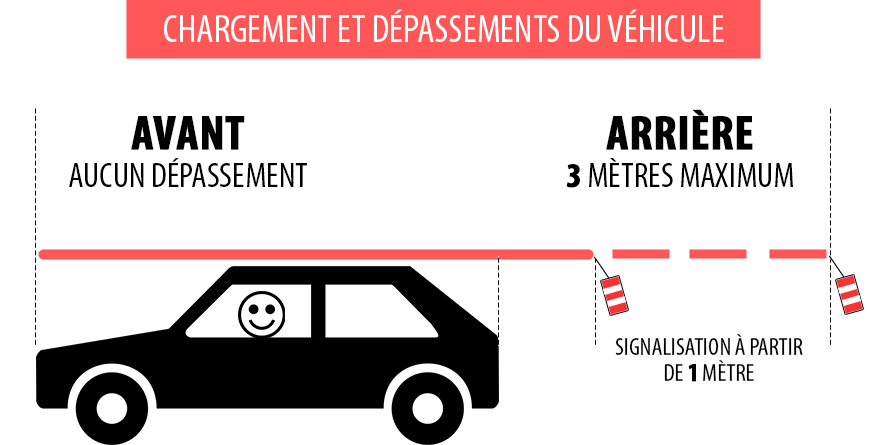 CHARGEMENT ET DÉPASSEMENTS DU VÉHICULE
AVANT
AUCUN DÉPASSEMENT
ARRIÈRE
3 MÈTRES MAXIMUM
SIGNALISATION À PARTIR
DE 1 MÈTRE